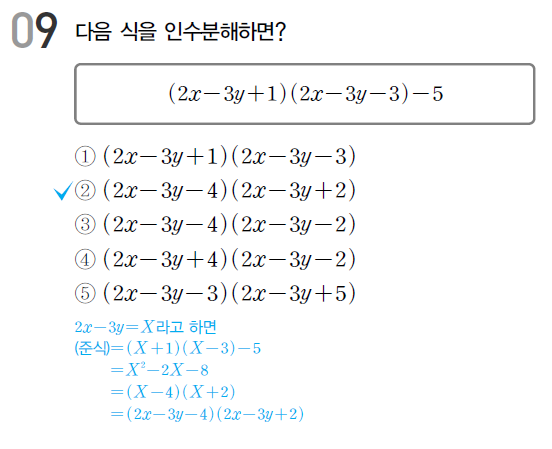 09 다음 식을 인수분해하면?
(2x-3y+1)(2x-3y-3)-5
① (2x-3y+1)(2x-3y-3)
② (2x-3y-4)(2x-3y+2)
③ (2x-3y-4)(2x-3y-2)
④ (2x-3y+4)(2x-3y-2)
⑤ (2x-3y-3)(2x-3y+5)
2x-3y=X라고 하면
(준식)=(X+1)(X-3)-5
=X²-2X-8
=(X-4)(X+2)
=(2x-3y-4)(2x-3y+2)